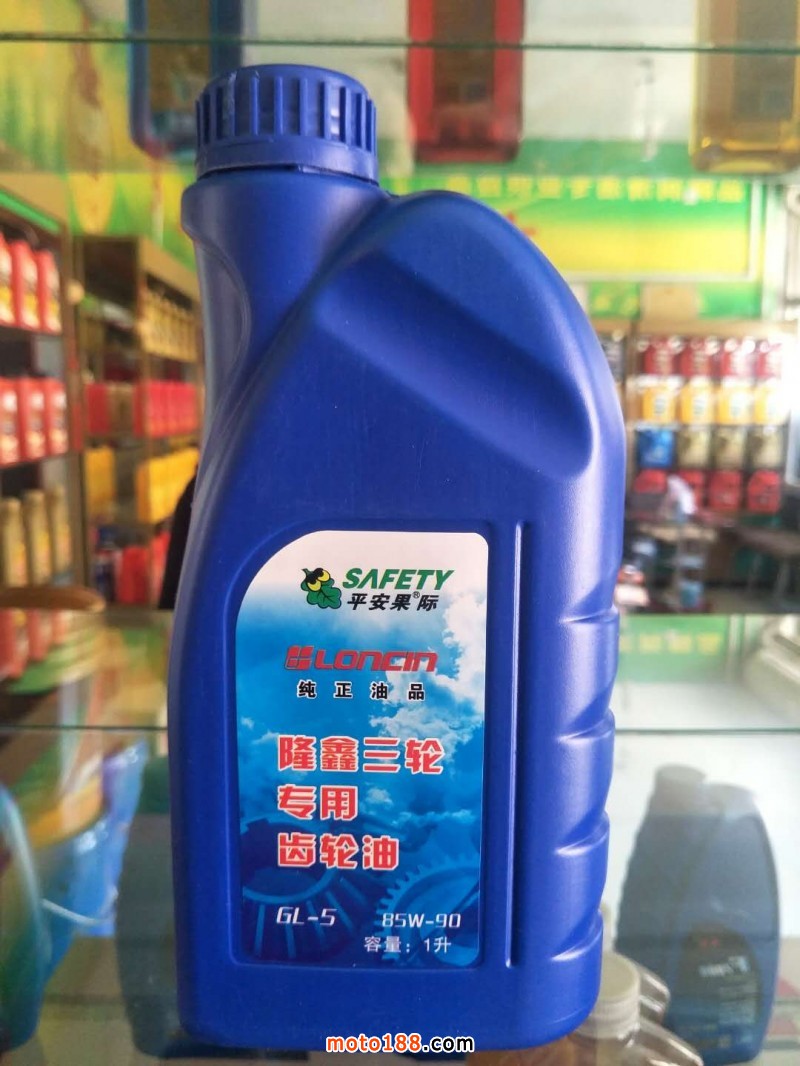 SAFETY
平安果®际
LONCIN
纯正油品
隆鑫三轮
专用
齿轮油
GL-5 85W-90
容量：1升
moto188.com